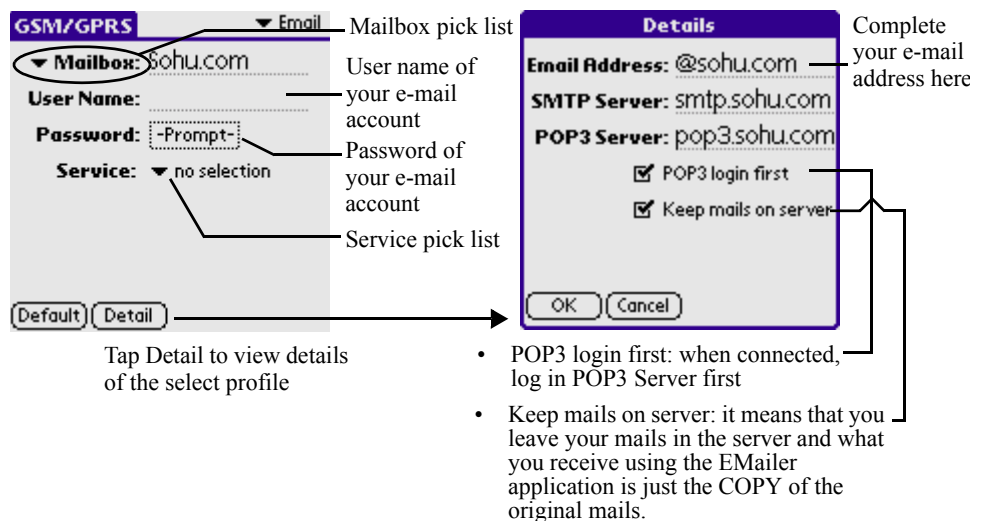 GSM/GPRS
Email
Mailbox: Sohu.com
User Name:
Password: -Prompt-
Service: no selection
Default Detail
Mailbox pick list
User name of
your e-mail
account
Password of
your e-mail
account
Service pick list
Tap Detail to view details
of the select profile
Details
Email Address: @sohu.com
SMTP Server: smtp.sohu.com
POP3 Server: pop3.sohu.com
POP3 login first
Keep mails on server
OK Cancel
Complete
your e-mail
address here
• POP3 login first: when connected,
log in POP3 Server first
• Keep mails on server: it means that you
leave your mails in the server and what
you receive using the EMailer
application is just the COPY of the
original mails.